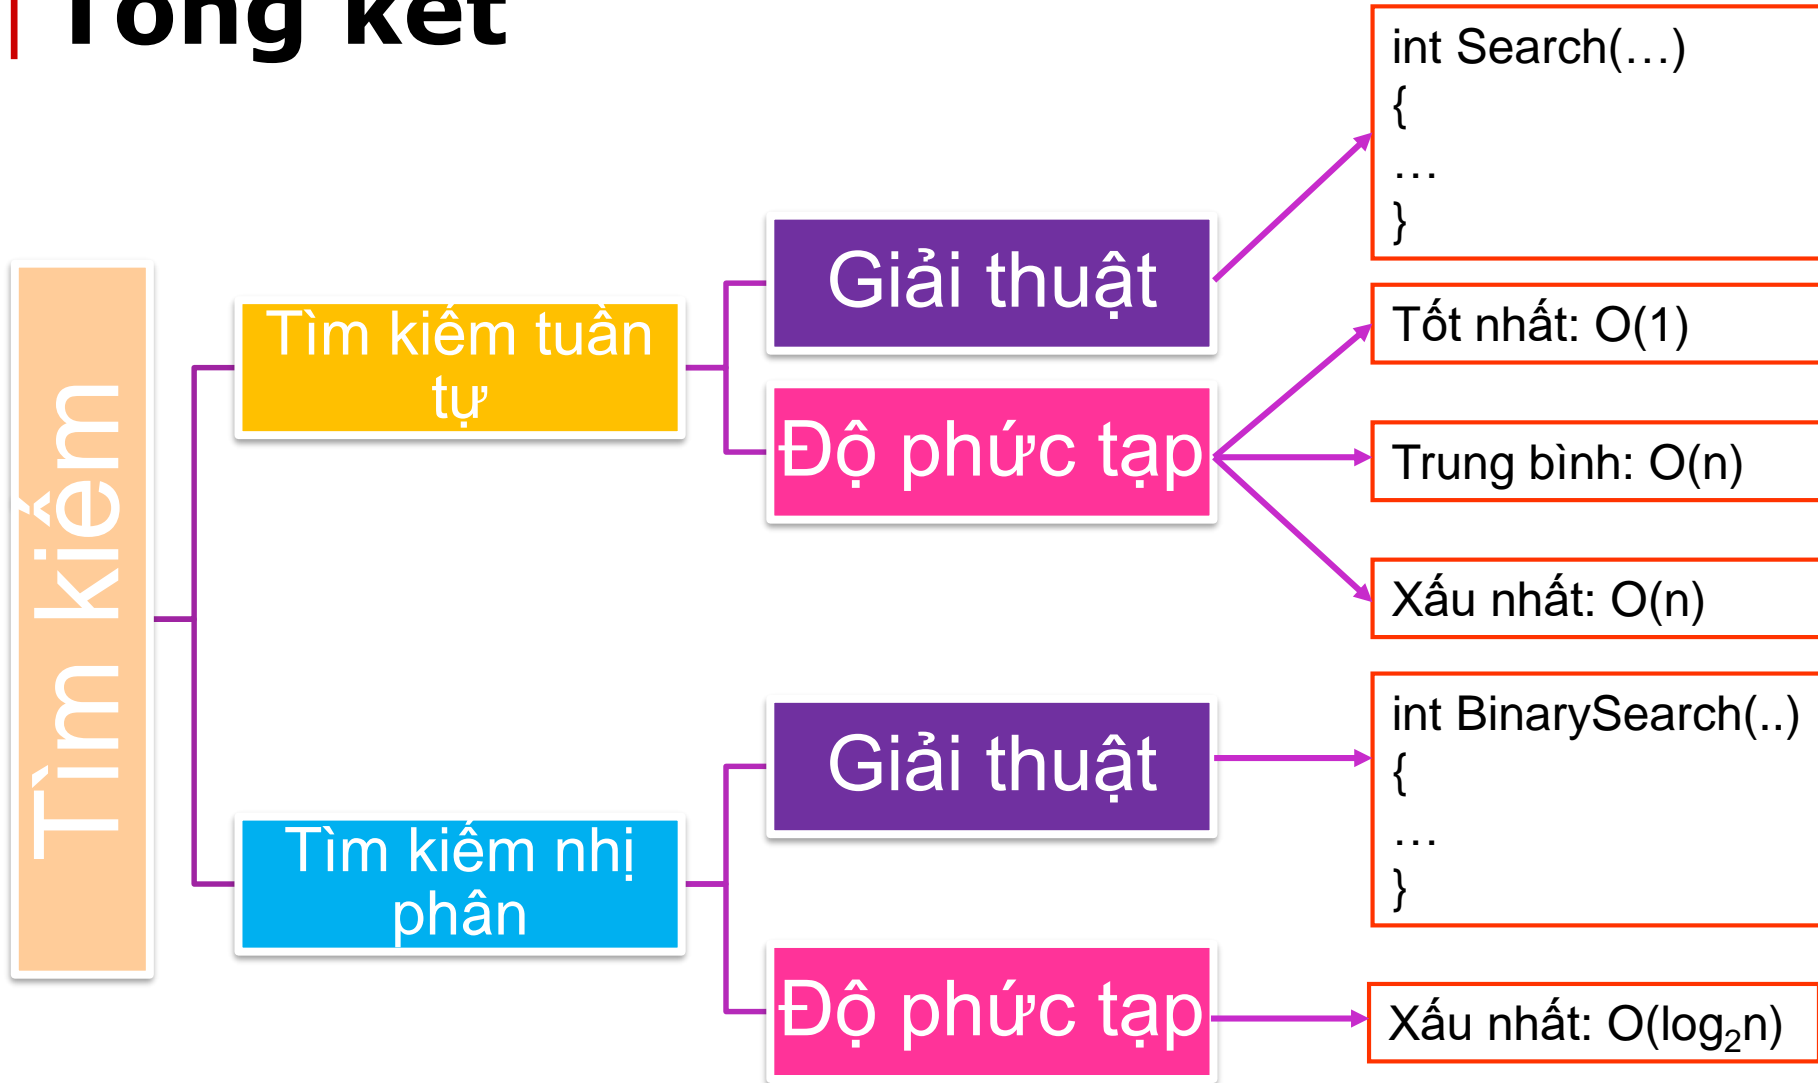 Tổng kết
Tìm kiếm
Tìm kiếm tuần
tự
Giải thuật
int Search(…)
{
…
}
Độ phức tạp
Tốt nhất: O(1)
Trung bình: O(n)
Xấu nhất: O(n)
Tìm kiếm nhị
phân
Giải thuật
int BinarySearch(..)
{
…
}
Độ phức tạp
Xấu nhất: O(log₂n)